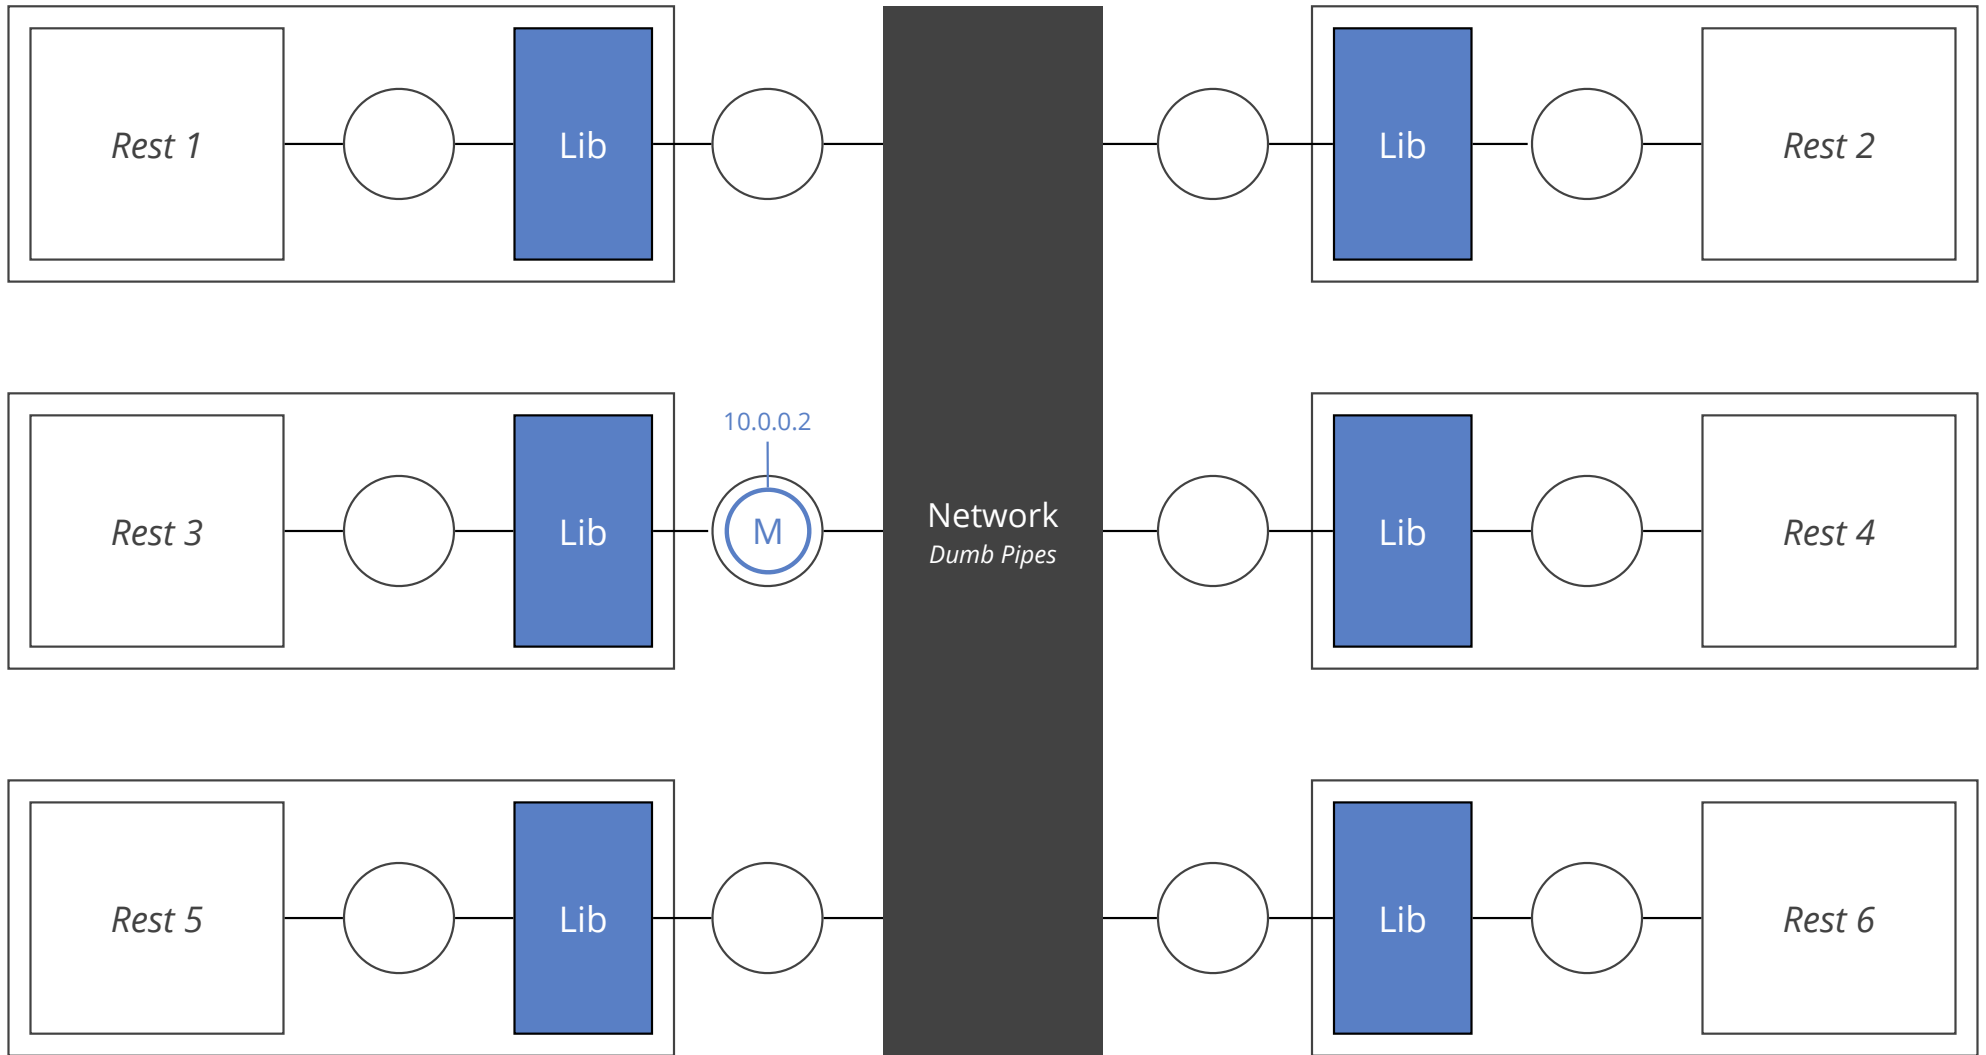 Rest 1
Lib
Lib
Rest 2
10.0.0.2
Rest 3
Lib
M
Network
Dumb Pipes
Lib
Rest 4
Rest 5
Lib
Lib
Rest 6